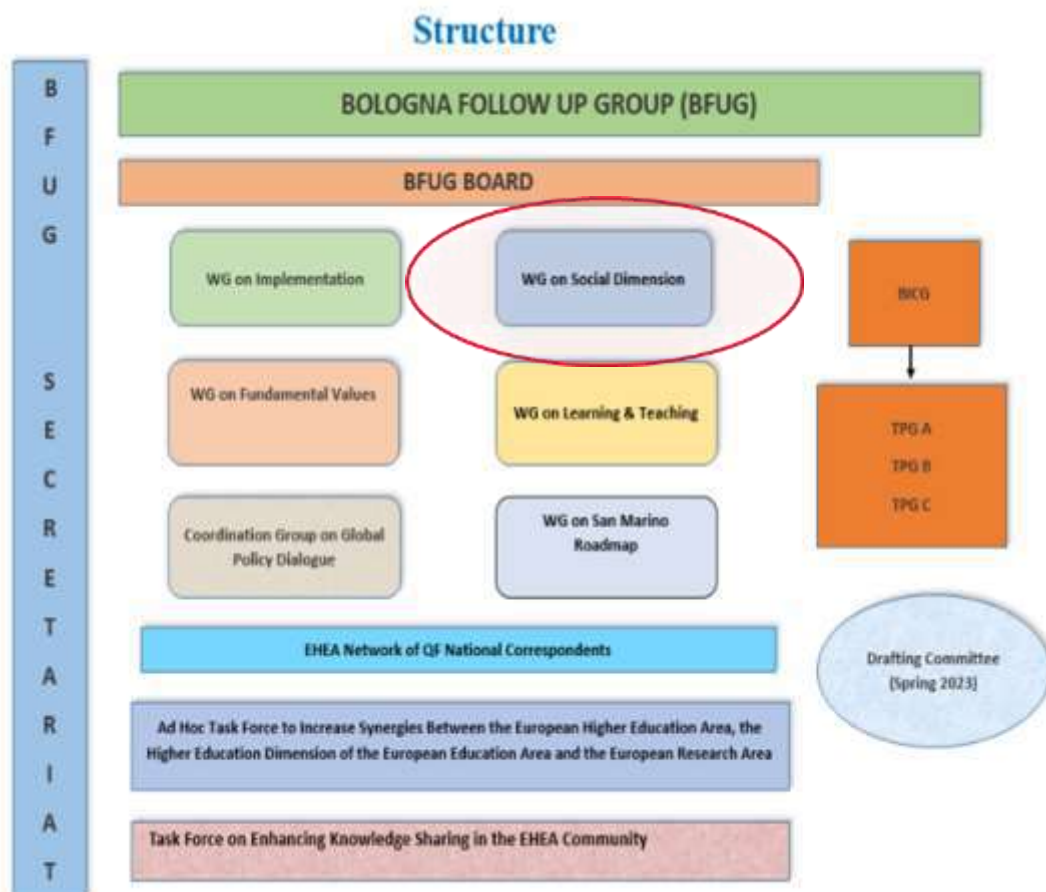 Structure
BFUG SECRETARIAT
BOLOGNA FOLLOW UP GROUP (BFUG)
BFUG BOARD
WG on Implementation
WG on Social Dimension
BICG
WG on Fundamental Values
WG on Learning & Teaching
TPG A
TPG B
TPG C
Coordination Group on Global
Policy Dialogue
WG on San Marino
Roadmap
EHEA Network of QF National Correspondents
Drafting Committee
(Spring 2023)
Ad Hoc Task Force to Increase Synergies Between the European Higher Education Area, the
Higher Education Dimension of the European Education Area and the European Research Area
Task Force on Enhancing Knowledge Sharing in the EHEA Community